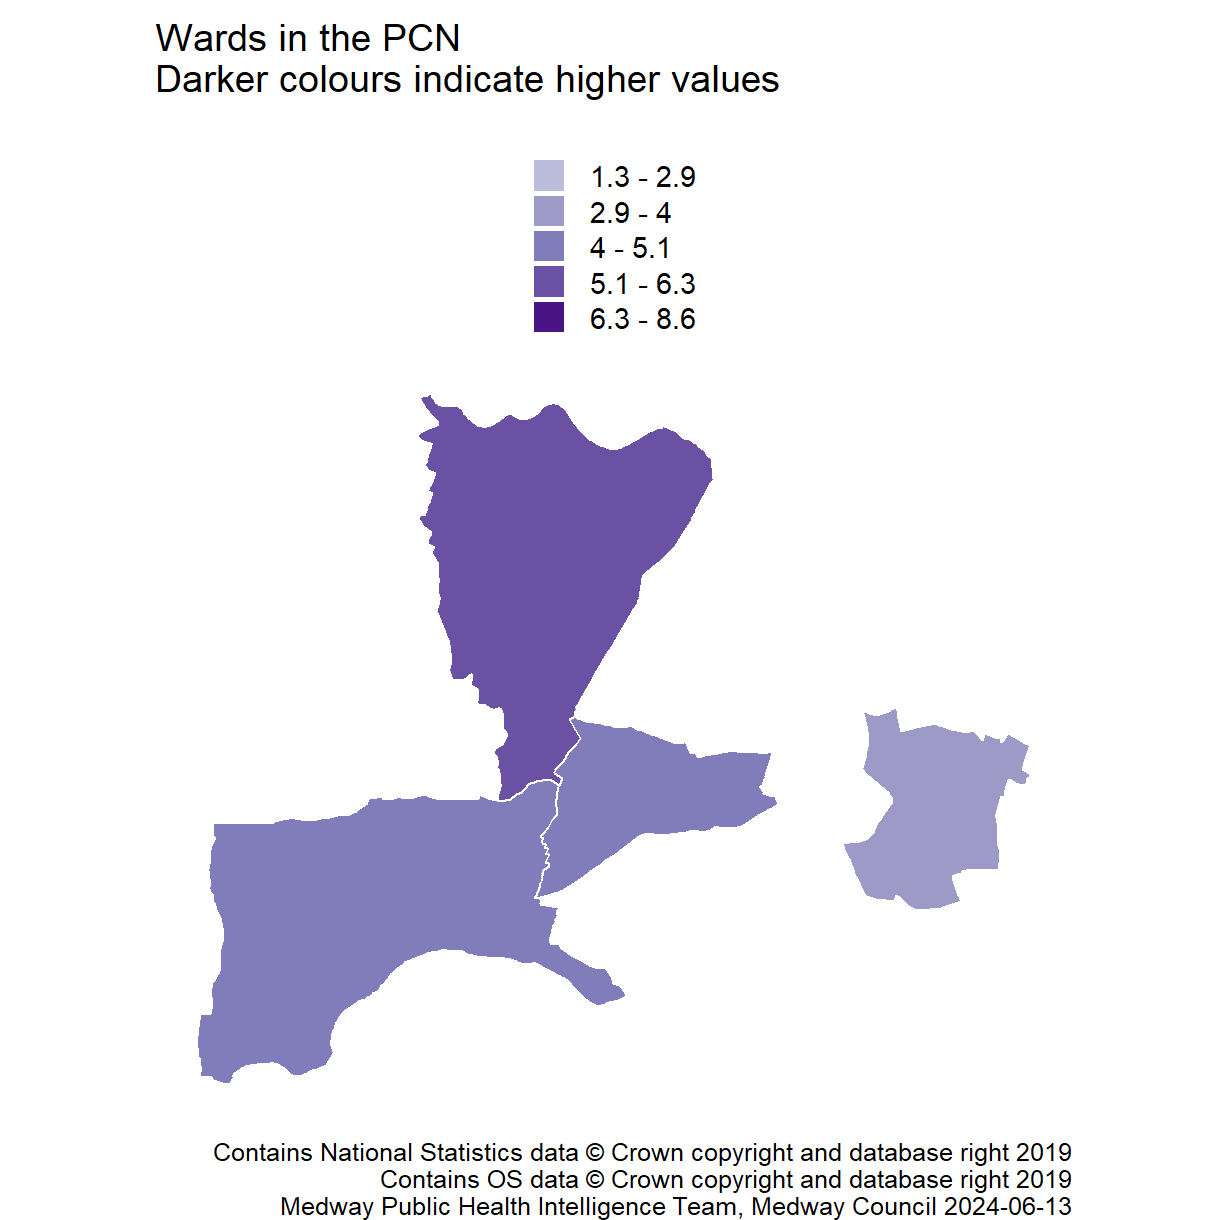 Wards in the PCN
Darker colours indicate higher values
1.3 - 2.9
2.9 - 4
4 - 5.1
5.1 - 6.3
6.3 - 8.6
Contains National Statistics data © Crown copyright and database right 2019
Contains OS data © Crown copyright and database right 2019
Medway Public Health Intelligence Team, Medway Council 2024-06-13